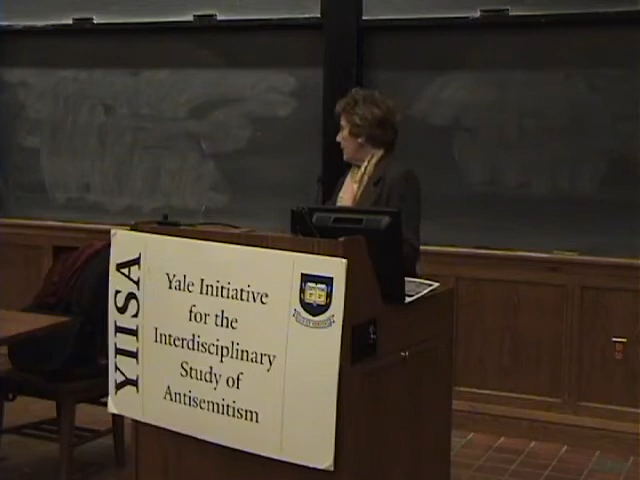 YIISA
Yale Initiative
for the
Interdisciplinary
Study of
Antisemitism